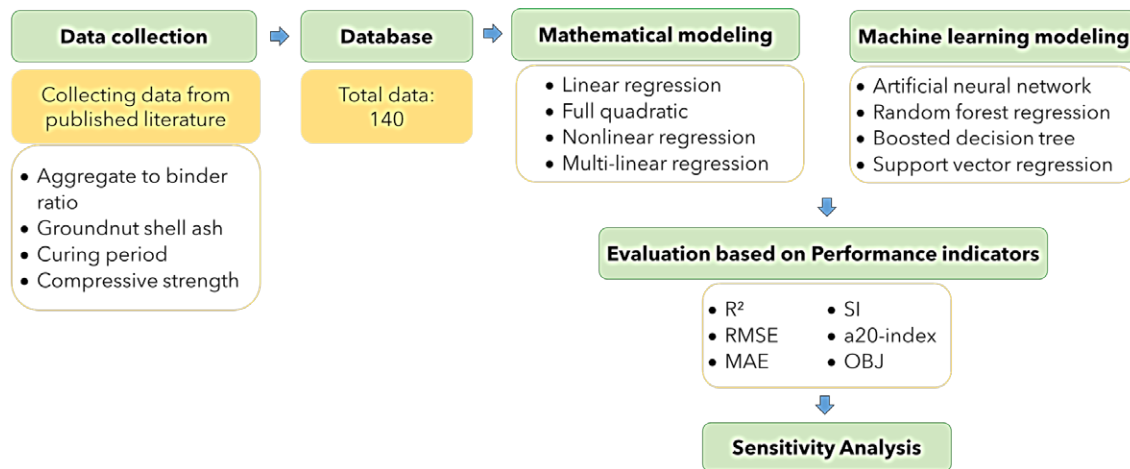 Data collection
Collecting data from
published literature
• Aggregate to binder
ratio
• Groundnut shell ash
• Curing period
• Compressive strength
Database
Total data:
140
Mathematical modeling
• Linear regression
• Full quadratic
• Nonlinear regression
• Multi-linear regression
Machine learning modeling
• Artificial neural network
• Random forest regression
• Boosted decision tree
• Support vector regression
Evaluation based on Performance indicators
• R²
• RMSE
• MAE
• SI
• a20-index
• OBJ
Sensitivity Analysis